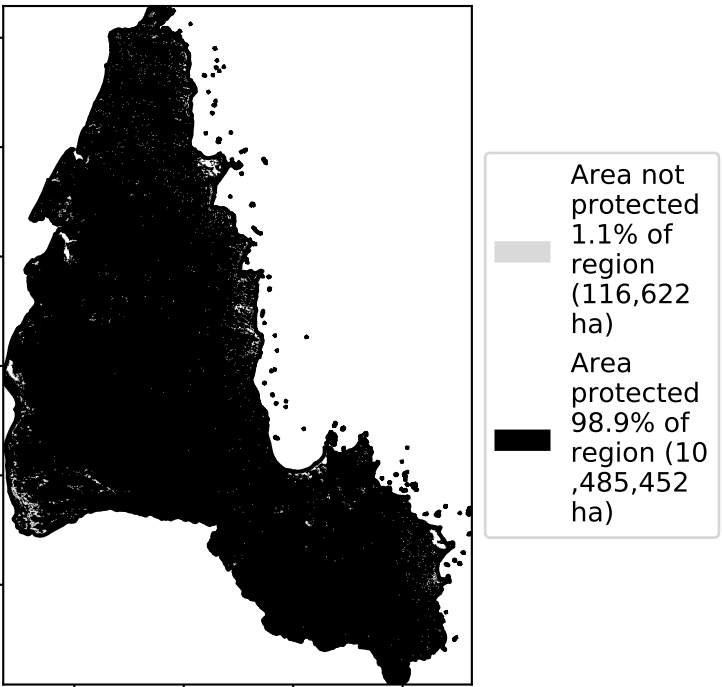 Area not
protected
1.1% of
region
(116,622
ha)
Area
protected
98.9% of
region (10
,485,452
ha)